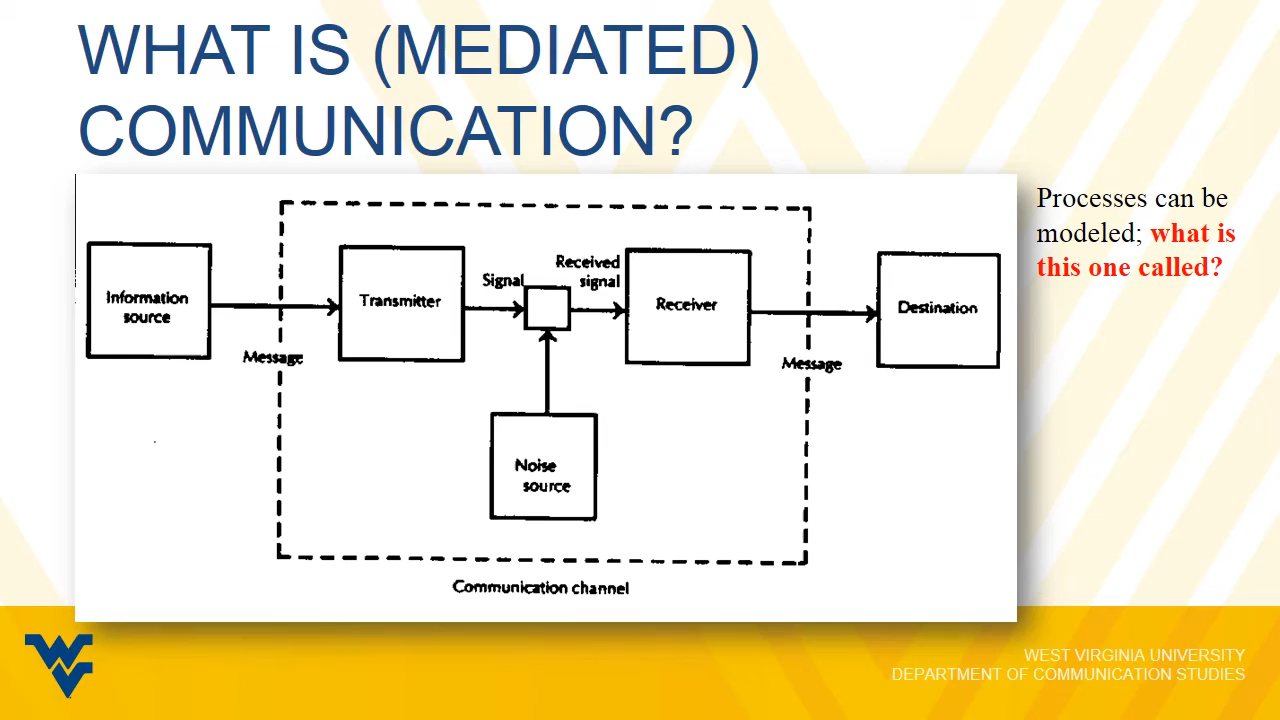 WHAT IS (MEDIATED)
COMMUNICATION?
Processes can be
modeled; what is
this one called?
Information
source
Message
Transmitter
Signal
Received
signal
Receiver
Message
Destination
Noise
source
Communication channel
WV
WEST VIRGINIA UNIVERSITY
DEPARTMENT OF COMMUNICATION STUDIES